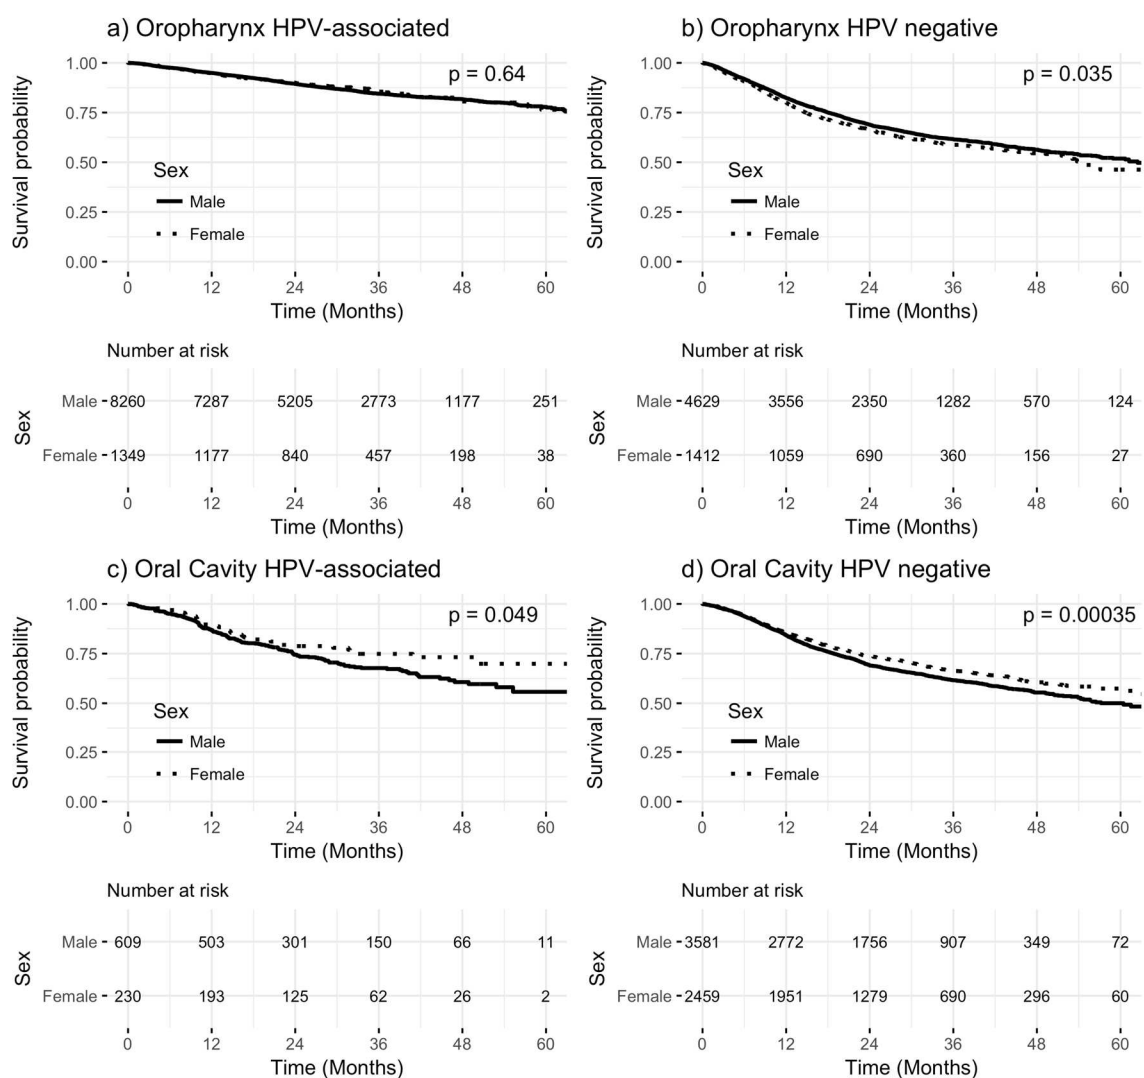 a) Oropharynx HPV-associated
Survival probability
1.00
0.75
0.50
0.25
0.00
p = 0.64
Sex
Male
Female
0 12 24 36 48 60
Time (Months)
Number at risk
Sex
Male 8260 7287 5205 2773 1177 251
Female 1349 1177 840 457 198 38
0 12 24 36 48 60
Time (Months)
b) Oropharynx HPV negative
Survival probability
1.00
0.75
0.50
0.25
0.00
p = 0.035
Sex
Male
Female
0 12 24 36 48 60
Time (Months)
Number at risk
Sex
Male 4629 3556 2350 1282 570 124
Female 1412 1059 690 360 156 27
0 12 24 36 48 60
Time (Months)
c) Oral Cavity HPV-associated
Survival probability
1.00
0.75
0.50
0.25
0.00
p = 0.049
Sex
Male
Female
0 12 24 36 48 60
Time (Months)
Number at risk
Sex
Male 609 503 301 150 66 11
Female 230 193 125 62 26 2
0 12 24 36 48 60
Time (Months)
d) Oral Cavity HPV negative
Survival probability
1.00
0.75
0.50
0.25
0.00
p = 0.00035
Sex
Male
Female
0 12 24 36 48 60
Time (Months)
Number at risk
Sex
Male 3581 2772 1756 907 349 72
Female 2459 1951 1279 690 296 60
0 12 24 36 48 60
Time (Months)